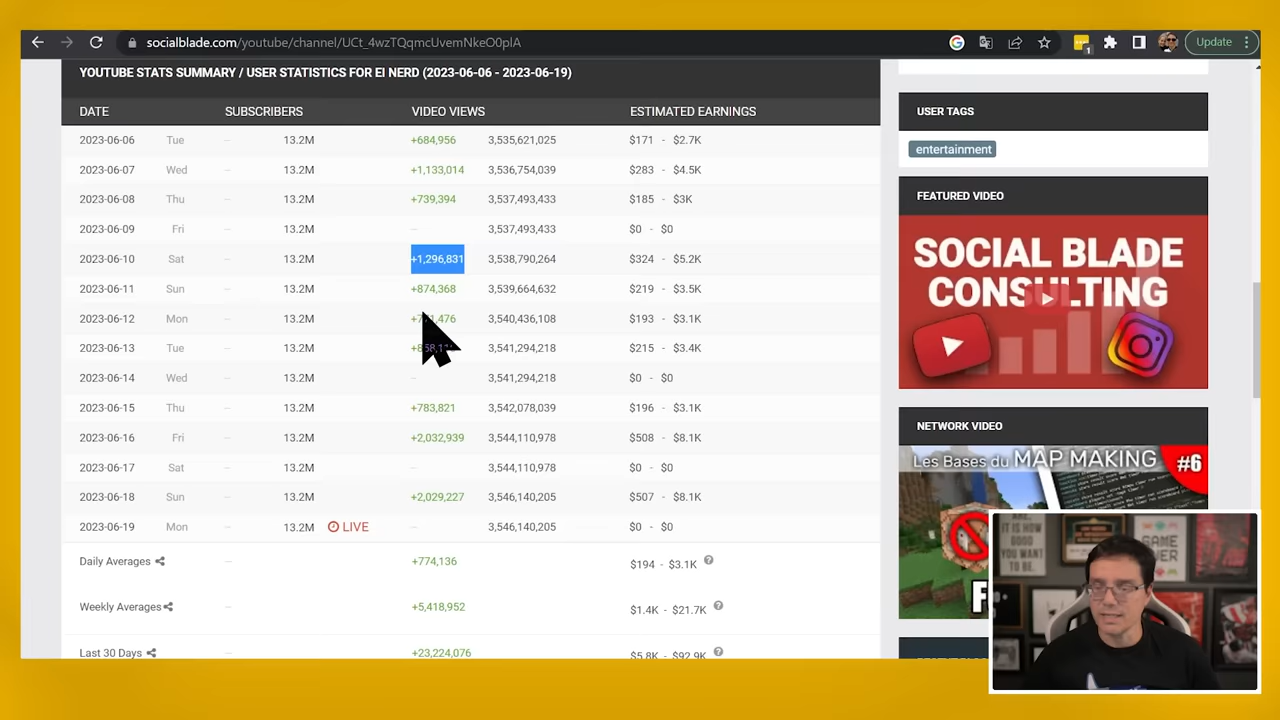 socialblade.com/youtube/channel/UCt_4wzTQqmcUvemNkeO0plA
1
Update
YOUTUBE STATS SUMMARY / USER STATISTICS FOR EI NERD (2023-06-06 - 2023-06-19)
DATE SUBSCRIBERS VIDEO VIEWS ESTIMATED EARNINGS
2023-06-06 Tue -- 13.2M +684,956 3,535,621,025 $171 - $2.7K
2023-06-07 Wed -- 13.2M +1,133,014 3,536,754,039 $283 - $4.5K
2023-06-08 Thu -- 13.2M +739,394 3,537,493,433 $185 - $3K
2023-06-09 Fri -- 13.2M -- 3,537,493,433 $0 - $0
2023-06-10 Sat -- 13.2M +1,296,831 3,538,790,264 $324 - $5.2K
2023-06-11 Sun -- 13.2M +874,368 3,539,664,632 $219 - $3.5K
2023-06-12 Mon -- 13.2M 3,540,436,108 $193 - $3.1K
2023-06-13 Tue -- 13.2M 3,541,294,218 $215 - $3.4K
2023-06-14 Wed -- 13.2M -- 3,541,294,218 $0 - $0
2023-06-15 Thu -- 13.2M +783,821 3,542,078,039 $196 - $3.1K
2023-06-16 Fri -- 13.2M +2,032,939 3,544,110,978 $508 - $8.1K
2023-06-17 Sat -- 13.2M -- 3,544,110,978 $0 - $0
2023-06-18 Sun -- 13.2M +2,029,227 3,546,140,205 $507 - $8.1K
2023-06-19 Mon -- 13.2M LIVE -- 3,546,140,205 $0 - $0
Daily Averages -- +774,136 $194 - $3.1K ?
Weekly Averages -- +5,418,952 $1.4K - $21.7K ?
Last 30 Days -- +23,224,076 $5.8K - $92.9K ?
USER TAGS
entertainment
FEATURED VIDEO
SOCIAL BLADE
CONSULTING
NETWORK VIDEO
Les Bases du MAP MAKING #6
GAME
OVER